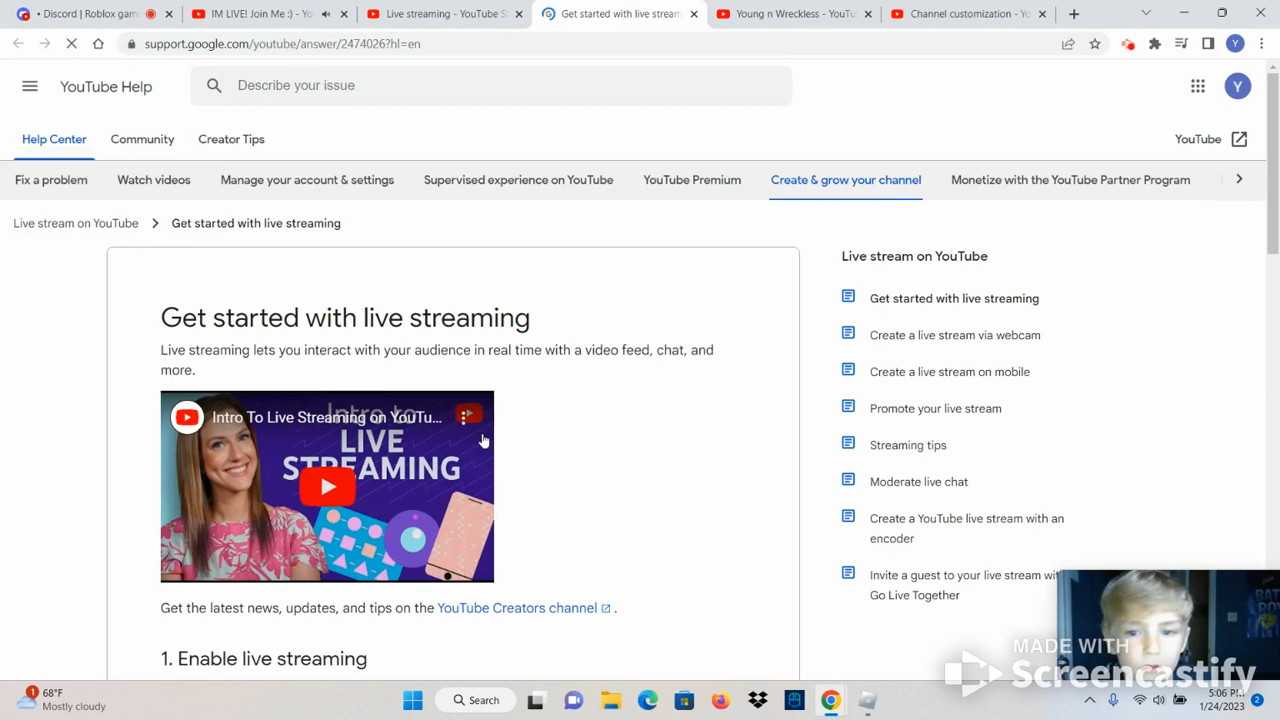 Discord | Roblox game
IM LIVE! Join Me :) - Yo
Live streaming - YouTube S
Get started with live stream
Young n Wreckless - YouTu
Channel customization - Yo
support.google.com/youtube/answer/2474026?hl=en
Y
YouTube Help
Describe your issue
Y
Help Center
Community
Creator Tips
YouTube
Fix a problem
Watch videos
Manage your account & settings
Supervised experience on YouTube
YouTube Premium
Create & grow your channel
Monetize with the YouTube Partner Program
Live stream on YouTube
Get started with live streaming
Get started with live streaming
Live streaming lets you interact with your audience in real time with a video feed, chat, and
more.
Intro To Live Streaming on YouTu...
Intro to
LIVE
STREAMING
Get the latest news, updates, and tips on the YouTube Creators channel .
1. Enable live streaming
Live stream on YouTube
Get started with live streaming
Create a live stream via webcam
Create a live stream on mobile
Promote your live stream
Streaming tips
Moderate live chat
Create a YouTube live stream with an
encoder
Invite a guest to your live stream wi
Go Live Together
MADE WITH
Screencastify
1
68°F
Mostly cloudy
Search
5:06 P
1/24/2023
2